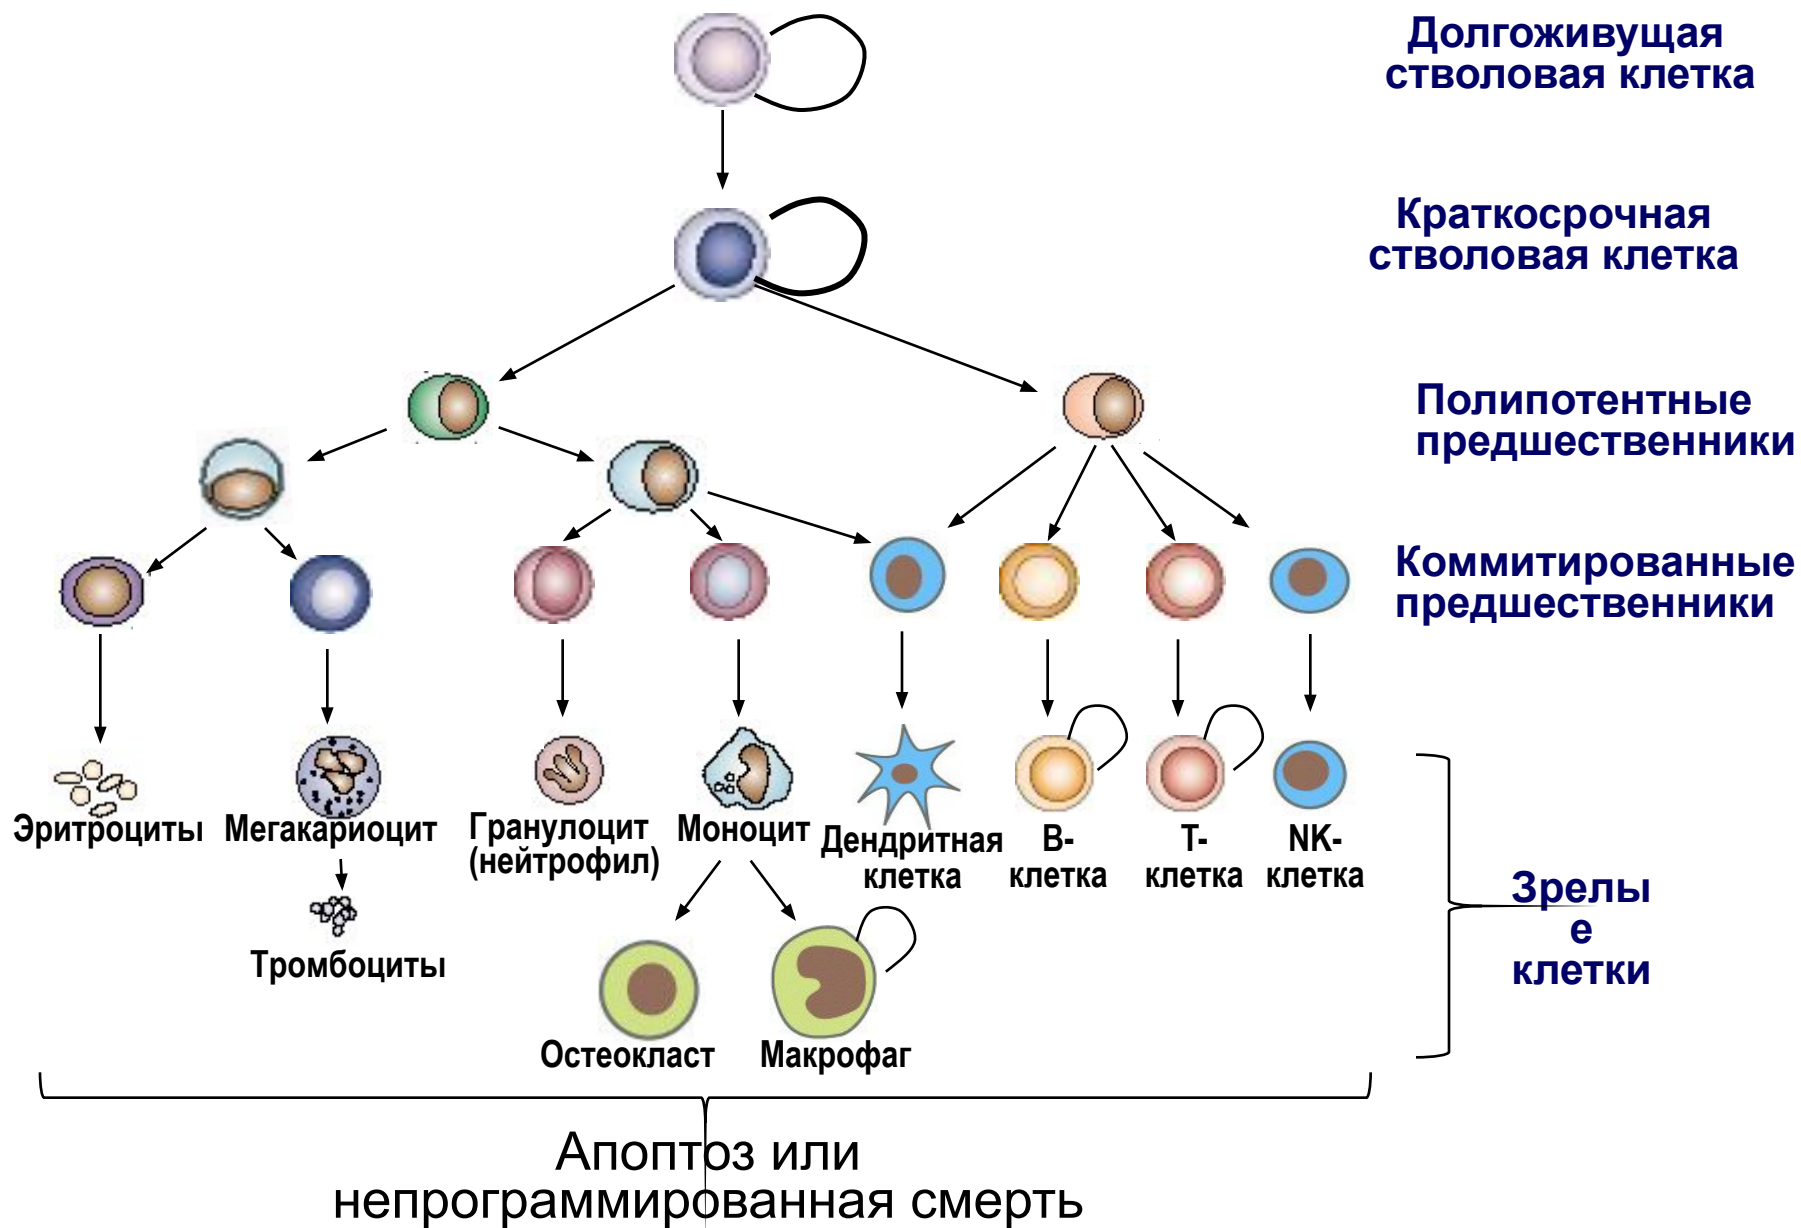 Долгоживущая
стволовая клетка
Краткосрочная
стволовая клетка
Полипотентные
предшественники
Коммитированные
предшественники
Эритроциты
Мегакариоцит
Гранулоцит
(нейтрофил)
Моноцит
Дендритная
клетка
В-
клетка
Т-
клетка
NK-
клетка
Тромбоциты
Остеокласт
Макрофаг
Зрелы
е
клетки
Апоптоз или
непрограммированная смерть